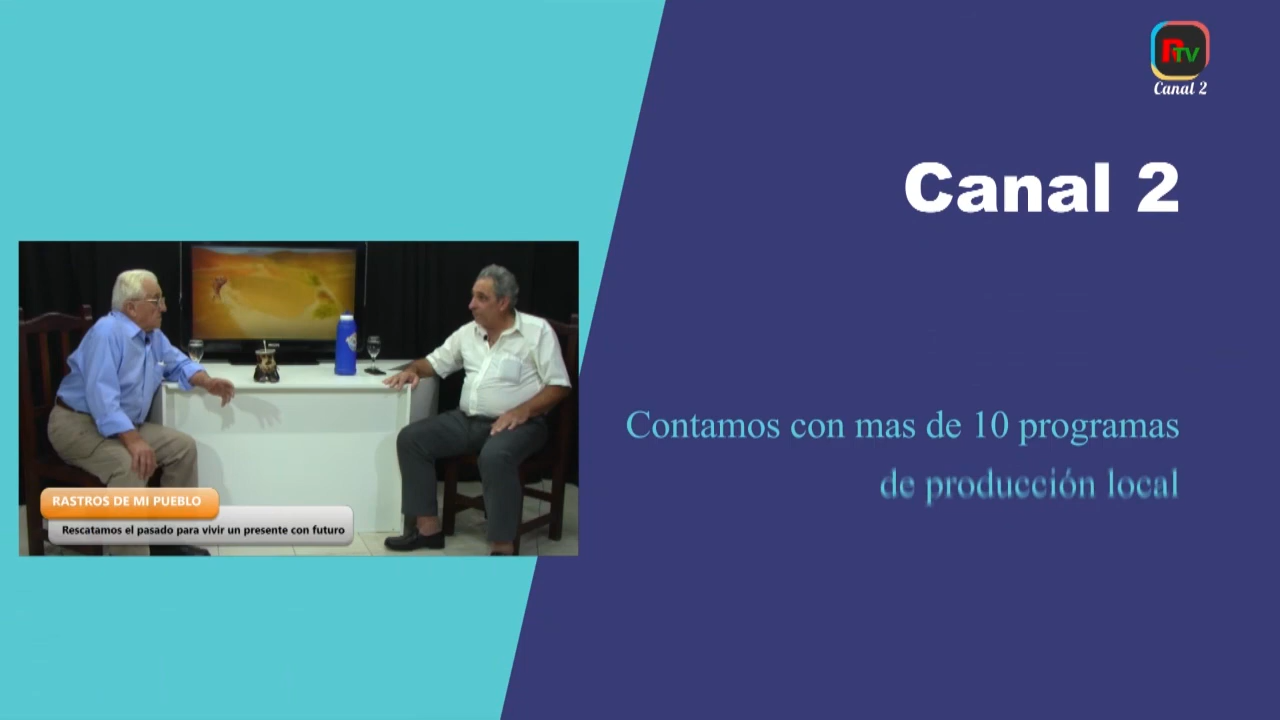 RTV
Canal 2
Canal 2
Contamos con mas de 10 programas
de producción local
RASTROS DE MI PUEBLO
Rescatamos el pasado para vivir un presente con futuro